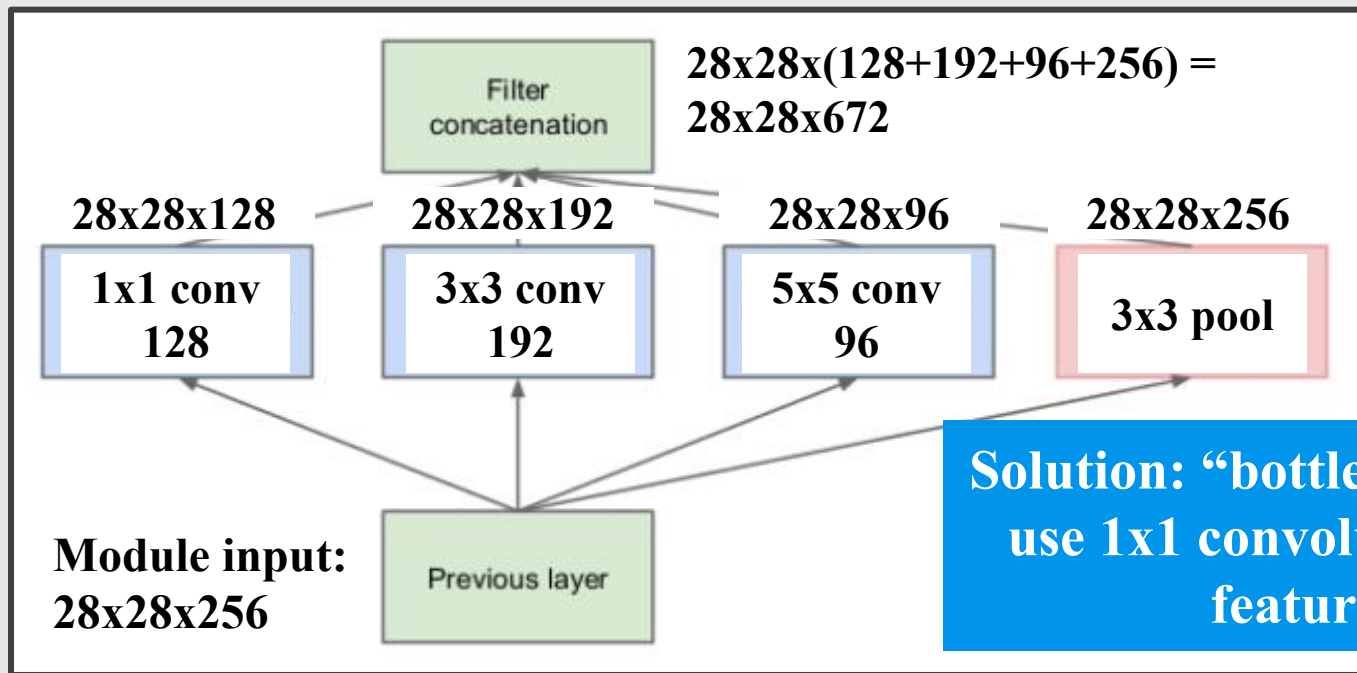 Filter
concatenation
28x28x(128+192+96+256) =
28x28x672
28x28x128
28x28x192
28x28x96
28x28x256
1x1 conv
128
3x3 conv
192
5x5 conv
96
3x3 pool
Module input:
28x28x256
Previous layer
Solution: “bottle
use 1x1 convol
featur